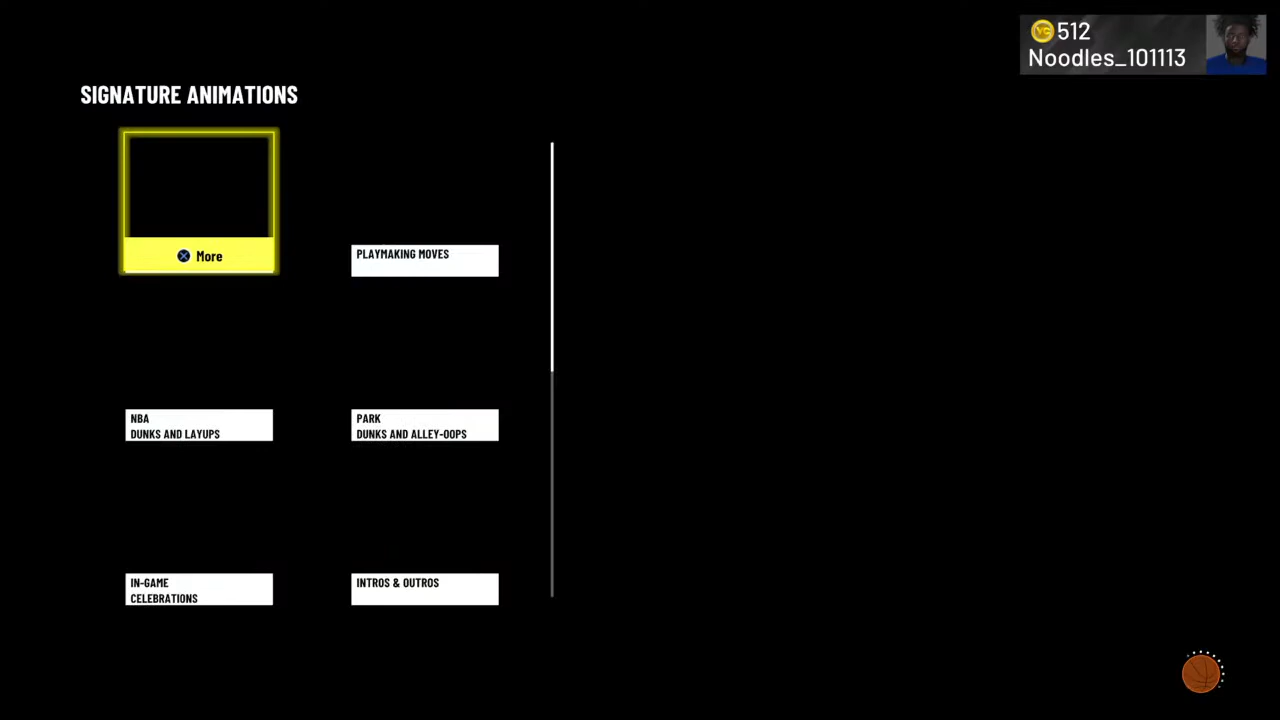 512
Noodles_101113
SIGNATURE ANIMATIONS
More
PLAYMAKING MOVES
NBA
DUNKS AND LAYUPS
PARK
DUNKS AND ALLEY-OOPS
IN-GAME
CELEBRATIONS
INTROS & OUTROS